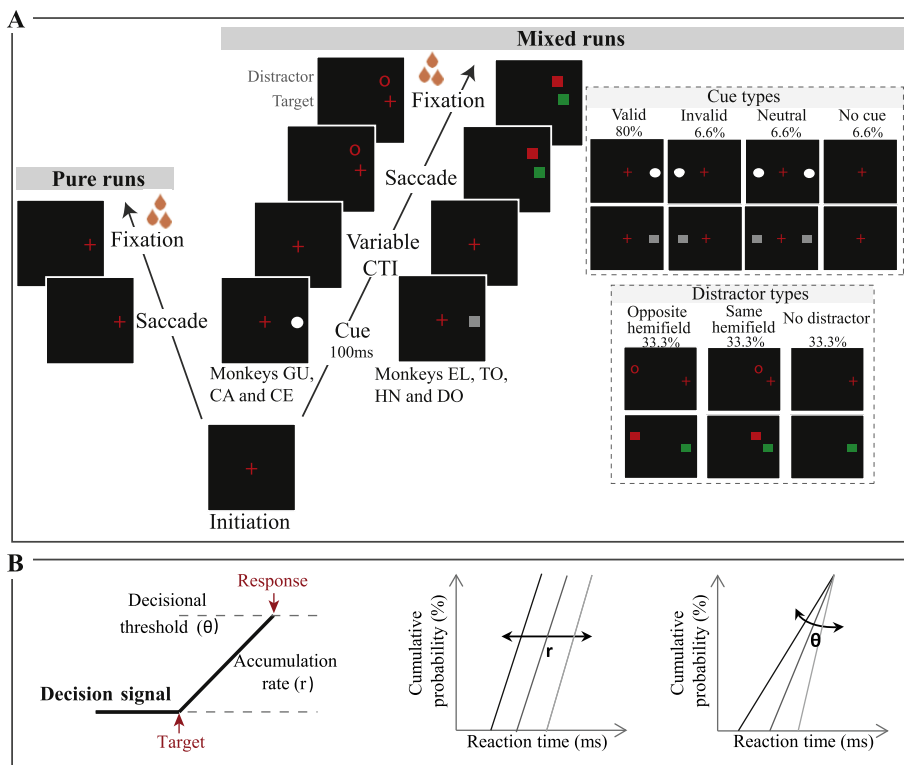 A
Mixed runs
Distractor
Target
Fixation
Saccade
Variable
CTI
Cue
100ms
Pure runs
Fixation
Saccade
Monkeys GU,
CA and CE
Monkeys EL, TO,
HN and DO
Initiation
Cue types
Valid
80%
Invalid
6.6%
Neutral
6.6%
No cue
6.6%
Distractor types
Opposite
hemifield
33.3%
Same
hemifield
33.3%
No distractor
33.3%
B
Response
Decisional
threshold (θ)
Accumulation
rate (r)
Decision signal
Target
Cumulative
probability (%)
r
Reaction time (ms)
Cumulative
probability (%)
θ
Reaction time (ms)